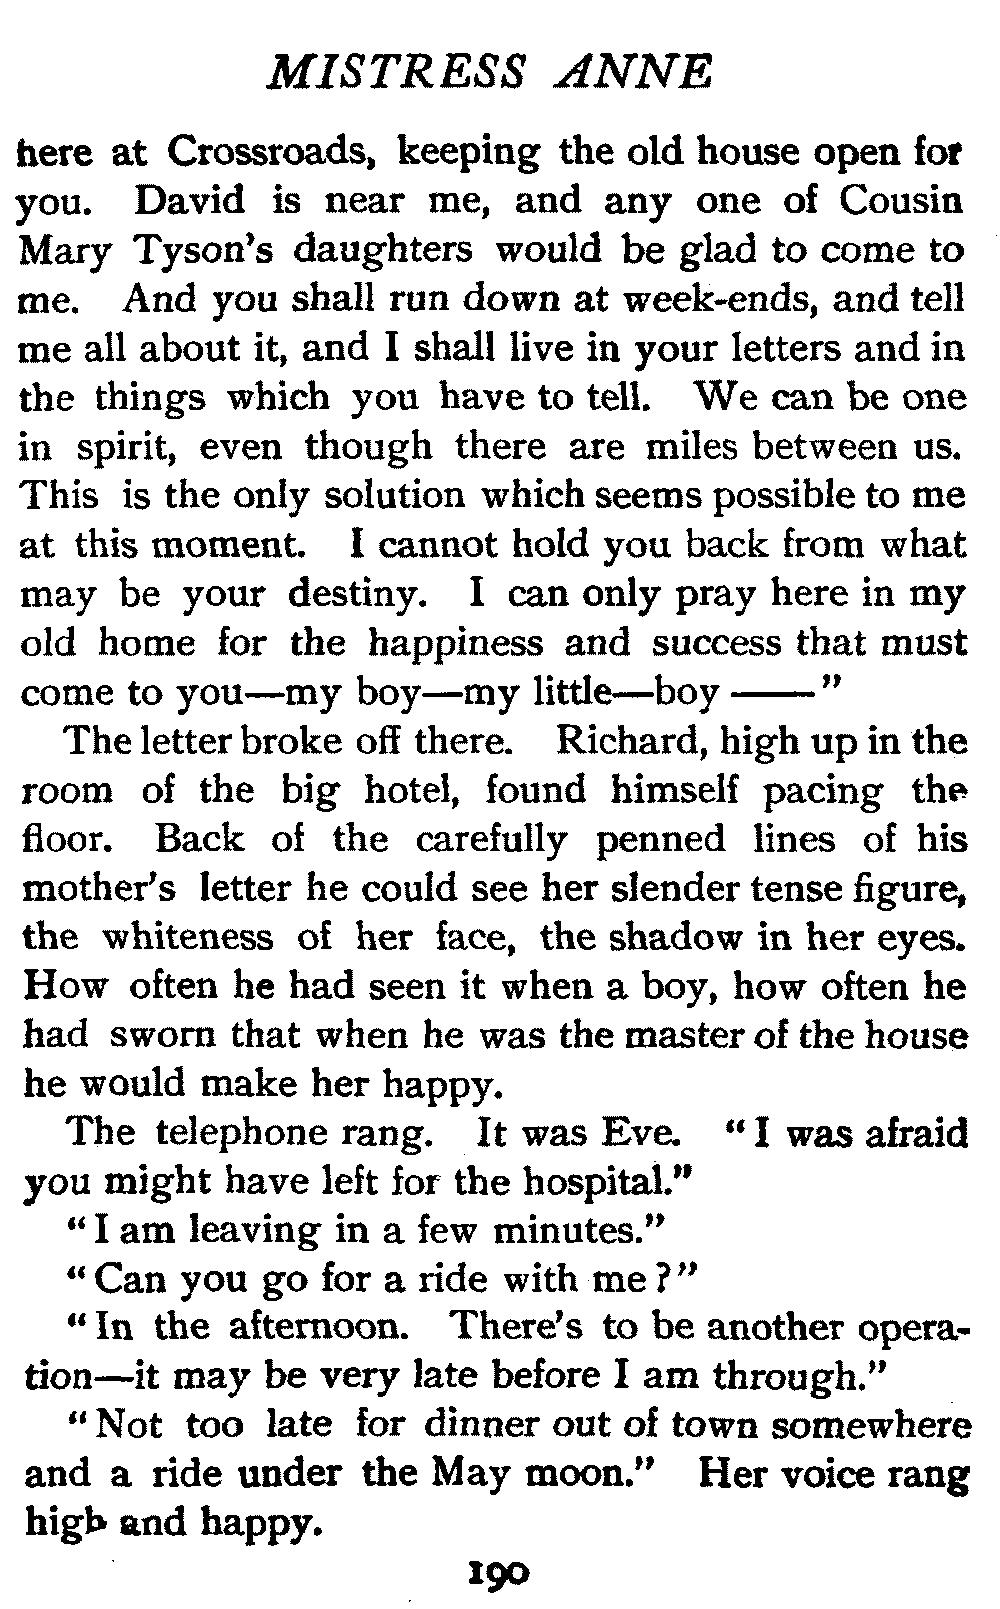 MISTRESS ANNE
here at Crossroads, keeping the old house open for
you. David is near me, and any one of Cousin
Mary Tyson's daughters would be glad to come to
me. And you shall run down at week-ends, and tell
me all about it, and I shall live in your letters and in
the things which you have to tell. We can be one
in spirit, even though there are miles between us.
This is the only solution which seems possible to me
at this moment. I cannot hold you back from what
may be your destiny. I can only pray here in my
old home for the happiness and success that must
come to you—my boy—my little—boy ——"
The letter broke off there. Richard, high up in the
room of the big hotel, found himself pacing the
floor. Back of the carefully penned lines of his
mother's letter he could see her slender tense figure,
the whiteness of her face, the shadow in her eyes.
How often he had seen it when a boy, how often he
had sworn that when he was the master of the house
he would make her happy.
The telephone rang. It was Eve. "I was afraid
you might have left for the hospital."
"I am leaving in a few minutes."
"Can you go for a ride with me?"
"In the afternoon. There's to be another opera-
tion—it may be very late before I am through."
"Not too late for dinner out of town somewhere
and a ride under the May moon." Her voice rang
high and happy.
190